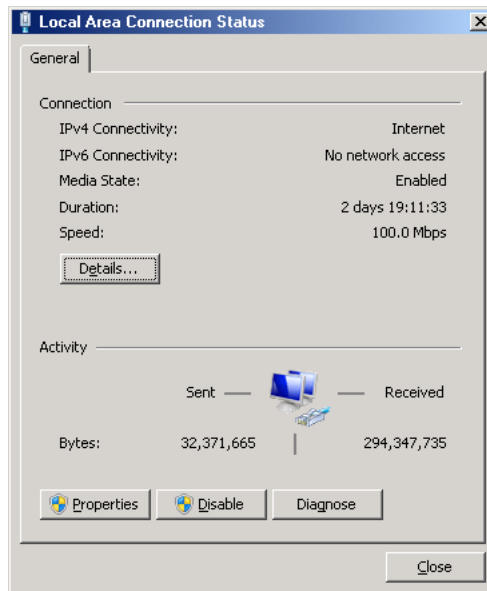 Local Area Connection Status
General
Connection
IPv4 Connectivity: Internet
IPv6 Connectivity: No network access
Media State: Enabled
Duration: 2 days 19:11:33
Speed: 100.0 Mbps
Details...
Activity
Sent Received
Bytes: 32,371,665 294,347,735
Properties Disable Diagnose
Close